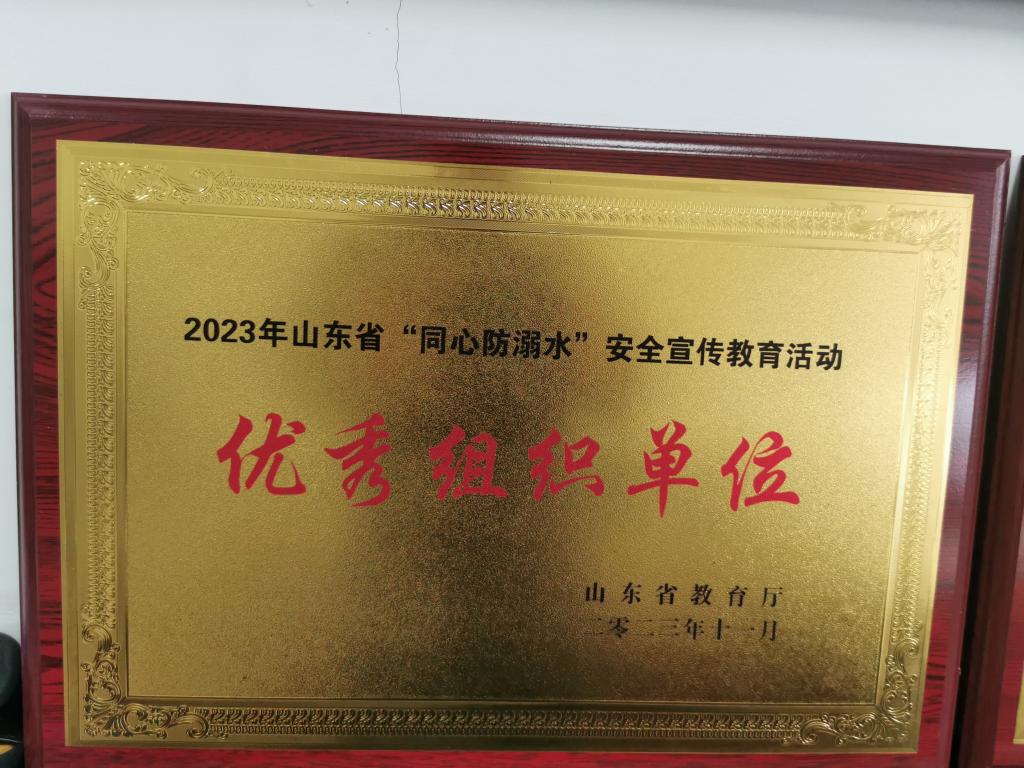 2023年山东省“同心防溺水”安全宣传教育活动
优秀组织单位
山东省教育厅
二零二三年十一月